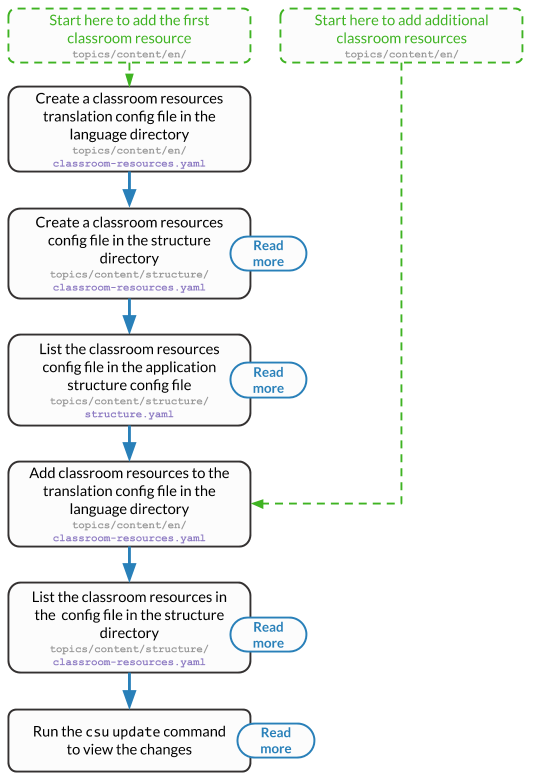 Start here to add the first
classroom resource
topics/content/en/
Start here to add additional
classroom resources
topics/content/en/
Create a classroom resources
translation config file in the
language directory
topics/content/en/
classroom-resources.yaml
Create a classroom resources
config file in the structure
directory
topics/content/structure/
classroom-resources.yaml
Read
more
List the classroom resources
config file in the application
structure config file
topics/content/structure/
structure.yaml
Read
more
Add classroom resources to the
translation config file in the
language directory
topics/content/en/
classroom-resources.yaml
List the classroom resources in
the config file in the structure
directory
topics/content/structure/
classroom-resources.yaml
Read
more
Run the csu update command
to view the changes
Read
more